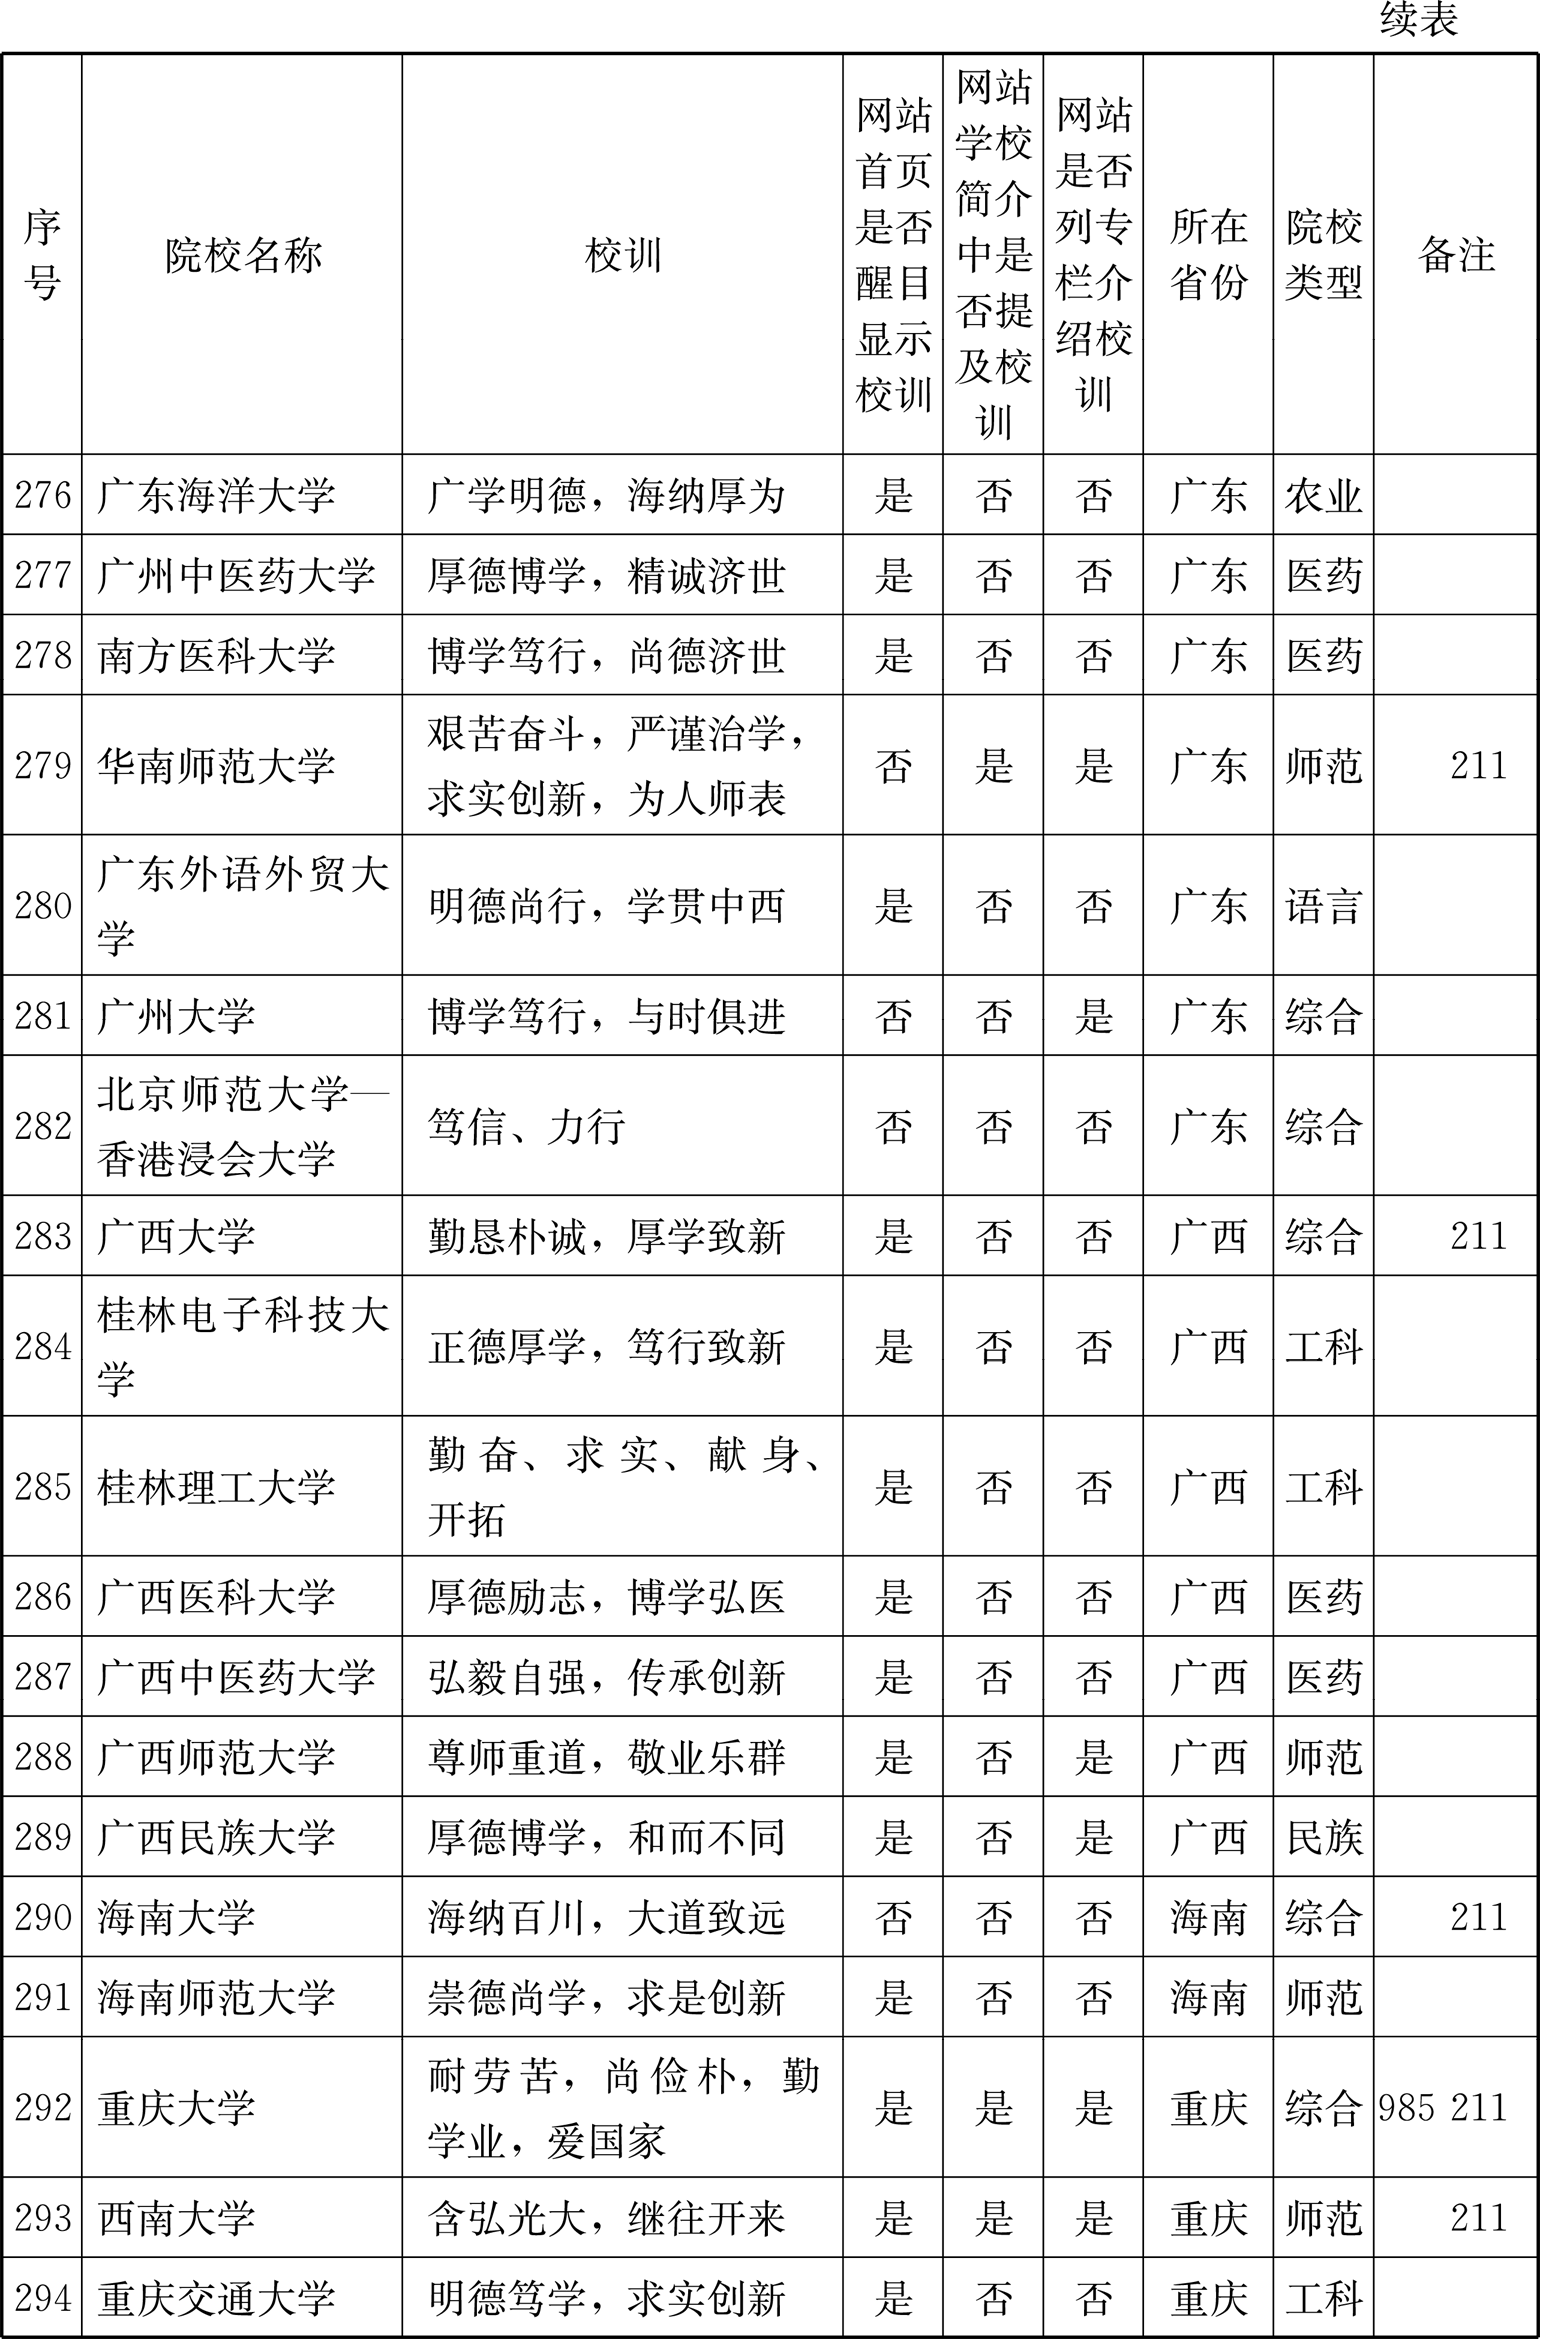 续表
序号 院校名称 校训 网站首页是否醒目显示校训 网站学校简介中是否提及校训 网站是否列专栏介绍校训 所在省份 院校类型 备注
276 广东海洋大学 广学明德，海纳厚为 是 否 否 广东 农业
277 广州中医药大学 厚德博学，精诚济世 是 否 否 广东 医药
278 南方医科大学 博学笃行，尚德济世 是 否 否 广东 医药
279 华南师范大学 艰苦奋斗，严谨治学，求实创新，为人师表 否 是 是 广东 师范 211
280 广东外语外贸大学 明德尚行，学贯中西 是 否 否 广东 语言
281 广州大学 博学笃行，与时俱进 否 否 是 广东 综合
282 北京师范大学—香港浸会大学 笃信、力行 否 否 否 广东 综合
283 广西大学 勤恳朴诚，厚学致新 是 否 否 广西 综合 211
284 桂林电子科技大学 正德厚学，笃行致新 是 否 否 广西 工科
285 桂林理工大学 勤奋、求实、献身、开拓 是 否 否 广西 工科
286 广西医科大学 厚德励志，博学弘医 是 否 否 广西 医药
287 广西中医药大学 弘毅自强，传承创新 是 否 否 广西 医药
288 广西师范大学 尊师重道，敬业乐群 是 否 是 广西 师范
289 广西民族大学 厚德博学，和而不同 是 否 是 广西 民族
290 海南大学 海纳百川，大道致远 否 否 否 海南 综合 211
291 海南师范大学 崇德尚学，求是创新 是 否 否 海南 师范
292 重庆大学 耐劳苦，尚俭朴，勤学业，爱国家 是 是 是 重庆 综合 985 211
293 西南大学 含弘光大，继往开来 是 是 是 重庆 师范 211
294 重庆交通大学 明德笃学，求实创新 是 否 否 重庆 工科